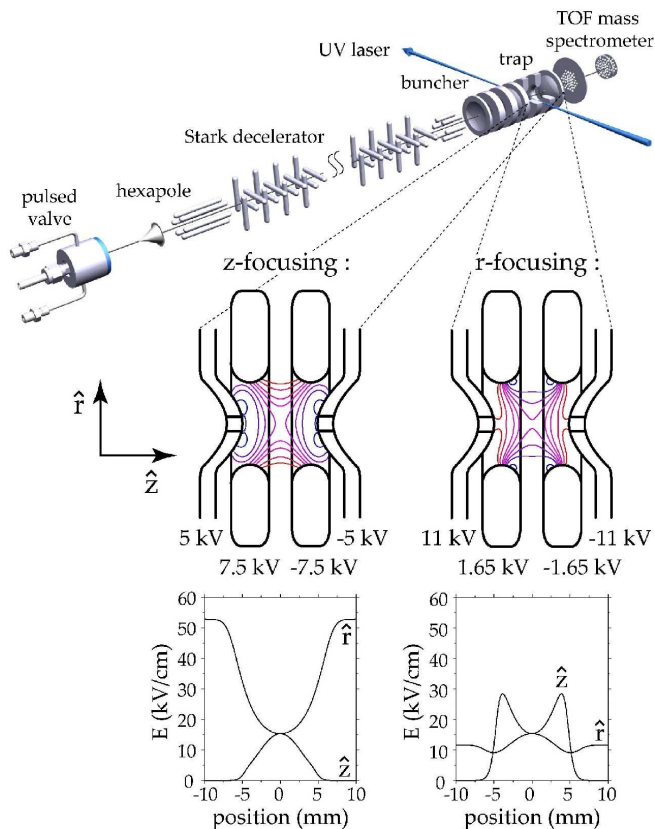 TOF mass
spectrometer
UV laser
trap
buncher
Stark decelerator
hexapole
pulsed
valve
z-focusing :
r-focusing :
r̂
ẑ
5 kV
-5 kV
7.5 kV -7.5 kV
11 kV
-11 kV
1.65 kV -1.65 kV
60
50
40
30
20
10
0
E (kV/cm)
r̂
ẑ
-10 -5 0 5 10
position (mm)
60
50
40
30
20
10
0
E (kV/cm)
ẑ
r̂
-10 -5 0 5 10
position (mm)